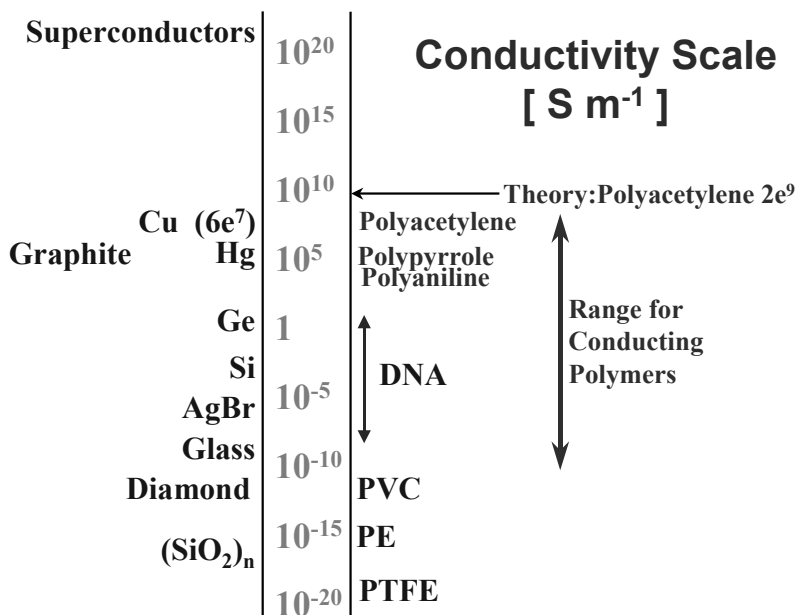 Superconductors
10²⁰
Conductivity Scale
[ S m⁻¹ ]
10¹⁵
10¹⁰
Theory:Polyacetylene 2e⁹
Cu (6e⁷)
Polyacetylene
Graphite
Hg
10⁵
Polypyrrole
Polyaniline
Ge
1
Range for
Conducting
Polymers
Si
DNA
10⁻⁵
AgBr
Glass
10⁻¹⁰
Diamond
PVC
10⁻¹⁵
PE
(SiO₂)ₙ
10⁻²⁰
PTFE